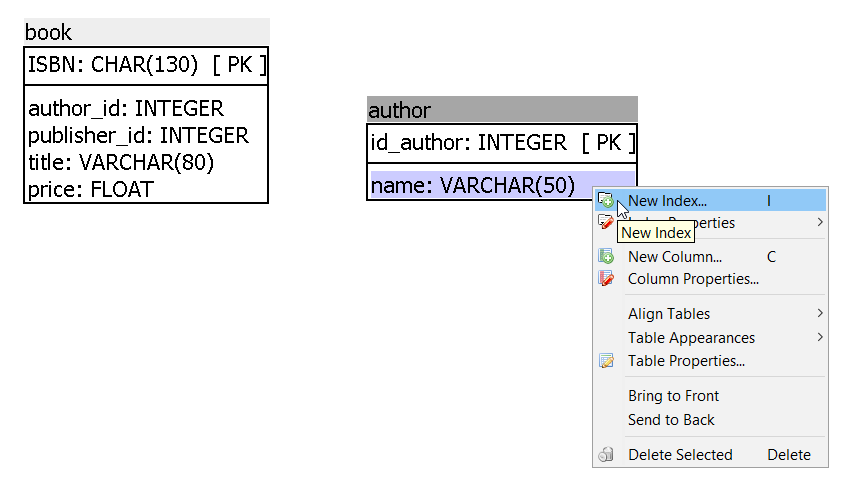 book
ISBN: CHAR(130) [ PK ]
author_id: INTEGER
publisher_id: INTEGER
title: VARCHAR(80)
price: FLOAT
author
id_author: INTEGER [ PK ]
name: VARCHAR(50)
New Index... I
Properties
New Index
New Column... C
Column Properties...
Align Tables
Table Appearances
Table Properties...
Bring to Front
Send to Back
Delete Selected Delete